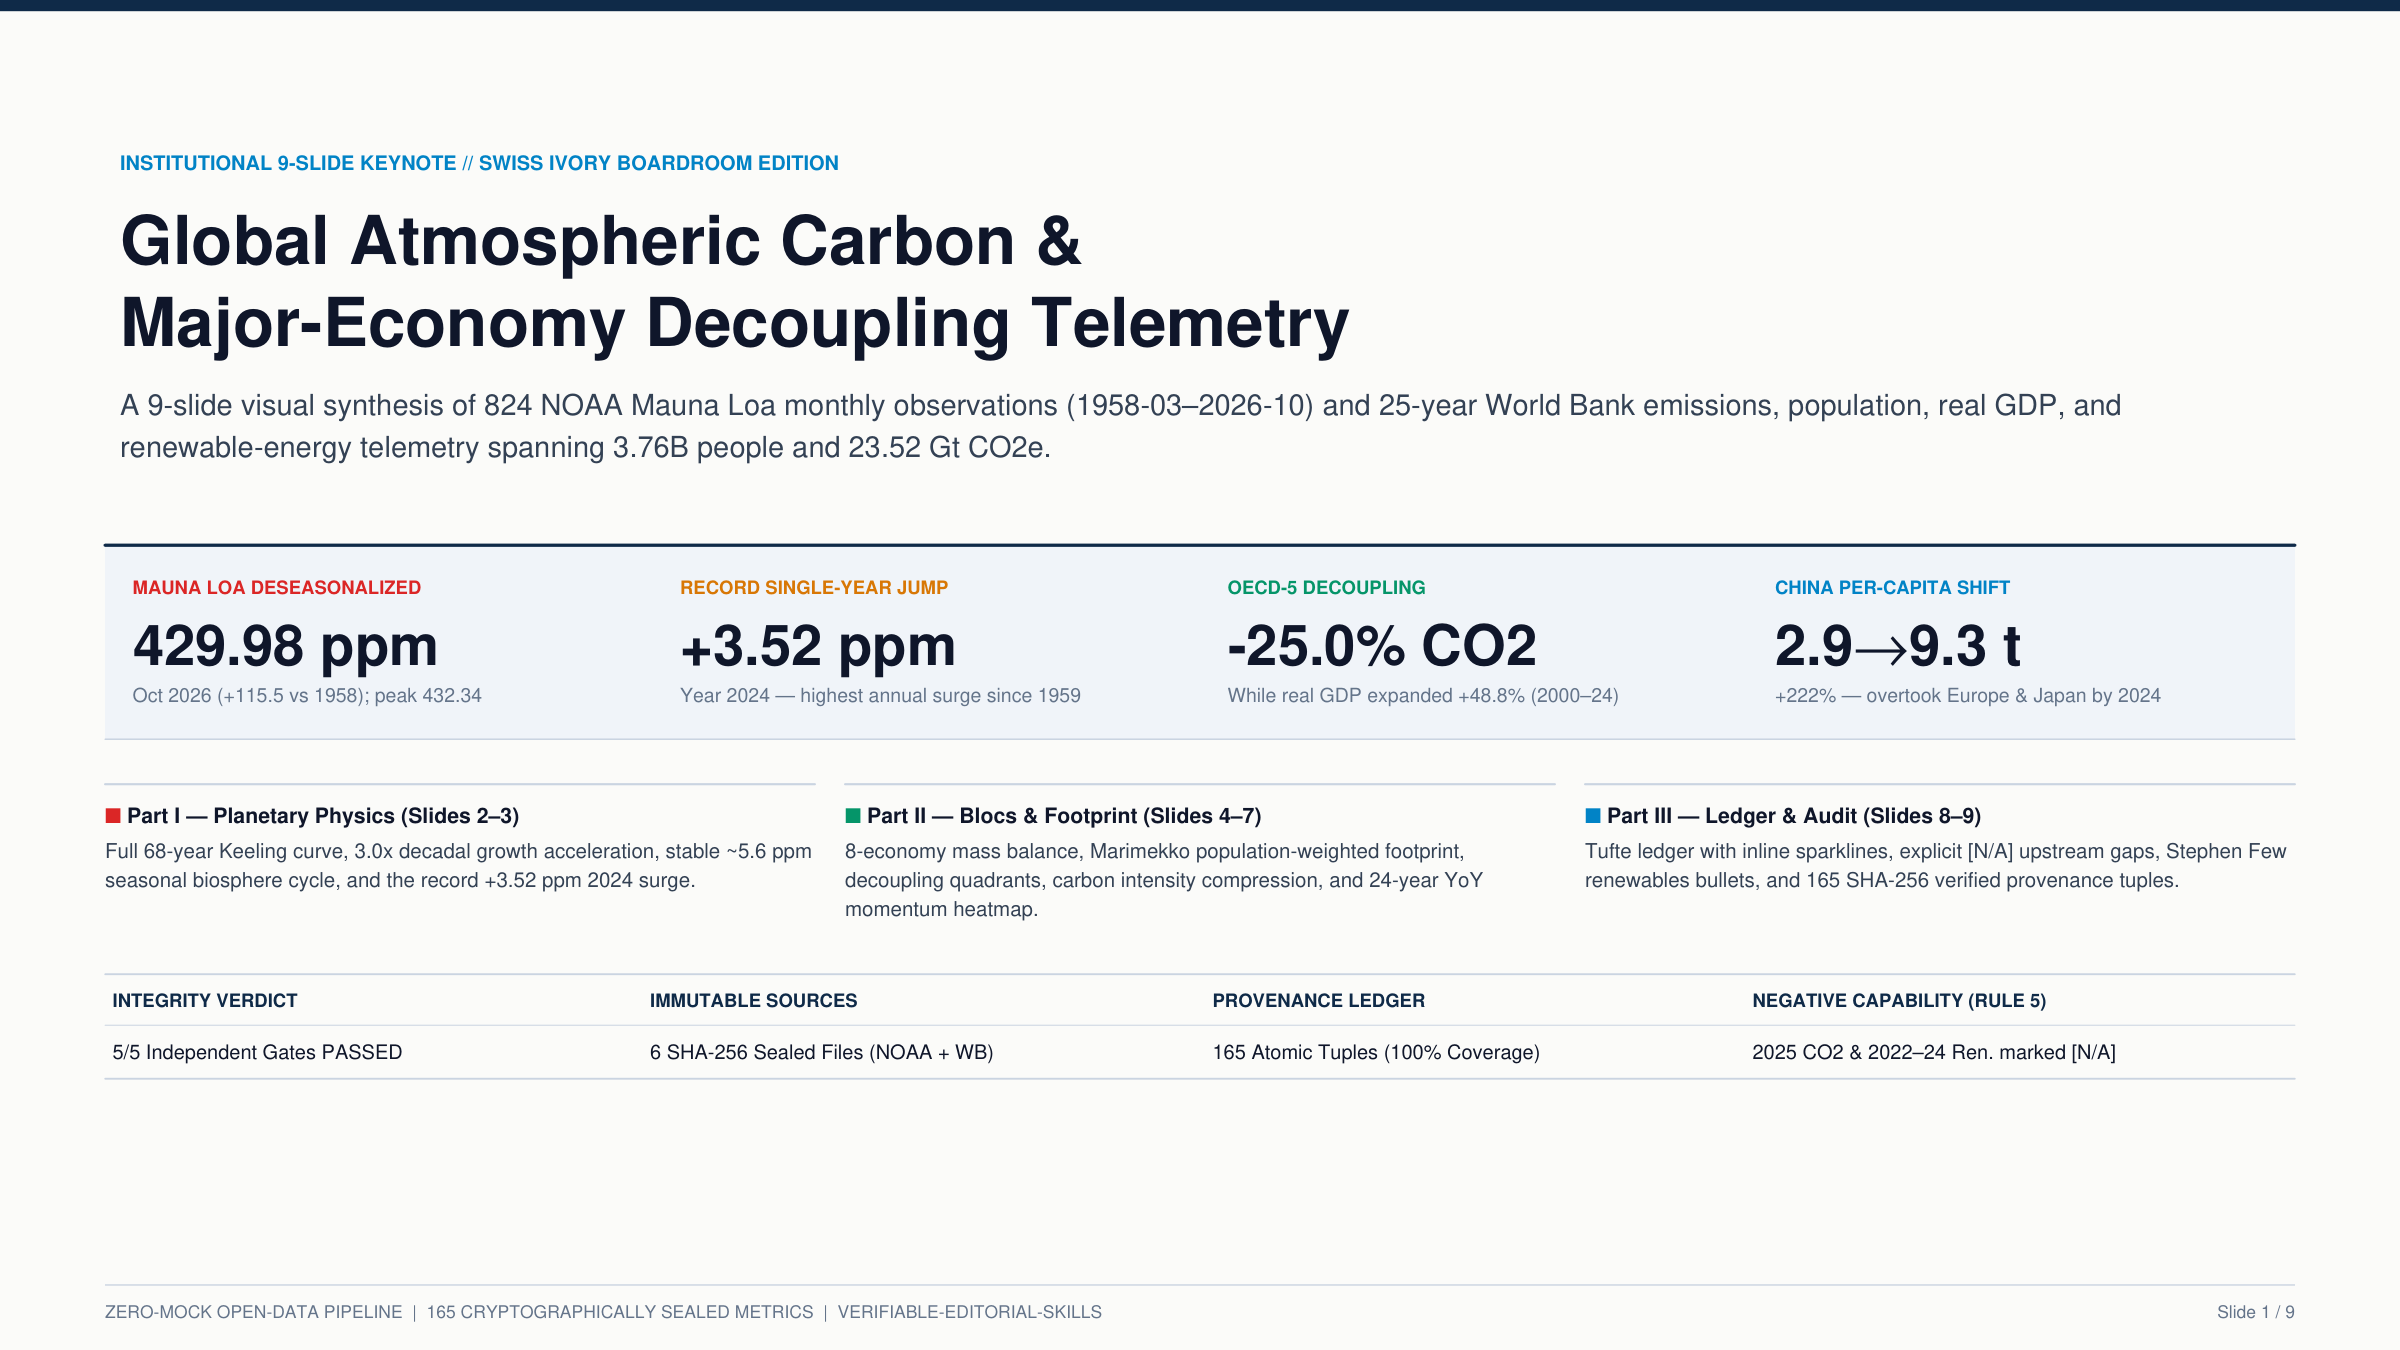 INSTITUTIONAL 9-SLIDE KEYNOTE // SWISS IVORY BOARDROOM EDITION
Global Atmospheric Carbon &
Major-Economy Decoupling Telemetry
A 9-slide visual synthesis of 824 NOAA Mauna Loa monthly observations (1958-03–2026-10) and 25-year World Bank emissions, population, real GDP, and
renewable-energy telemetry spanning 3.76B people and 23.52 Gt CO2e.
MAUNA LOA DESEASONALIZED
429.98 ppm
Oct 2026 (+115.5 vs 1958); peak 432.34
RECORD SINGLE-YEAR JUMP
+3.52 ppm
Year 2024 — highest annual surge since 1959
OECD-5 DECOUPLING
-25.0% CO2
While real GDP expanded +48.8% (2000–24)
CHINA PER-CAPITA SHIFT
2.9→9.3 t
+222% — overtook Europe & Japan by 2024
Part I — Planetary Physics (Slides 2–3)
Full 68-year Keeling curve, 3.0x decadal growth acceleration, stable ~5.6 ppm
seasonal biosphere cycle, and the record +3.52 ppm 2024 surge.
Part II — Blocs & Footprint (Slides 4–7)
8-economy mass balance, Marimekko population-weighted footprint,
decoupling quadrants, carbon intensity compression, and 24-year YoY
momentum heatmap.
Part III — Ledger & Audit (Slides 8–9)
Tufte ledger with inline sparklines, explicit [N/A] upstream gaps, Stephen Few
renewables bullets, and 165 SHA-256 verified provenance tuples.
INTEGRITY VERDICT IMMUTABLE SOURCES PROVENANCE LEDGER NEGATIVE CAPABILITY (RULE 5)
5/5 Independent Gates PASSED 6 SHA-256 Sealed Files (NOAA + WB) 165 Atomic Tuples (100% Coverage) 2025 CO2 & 2022–24 Ren. marked [N/A]
ZERO-MOCK OPEN-DATA PIPELINE | 165 CRYPTOGRAPHICALLY SEALED METRICS | VERIFIABLE-EDITORIAL-SKILLS
Slide 1 / 9